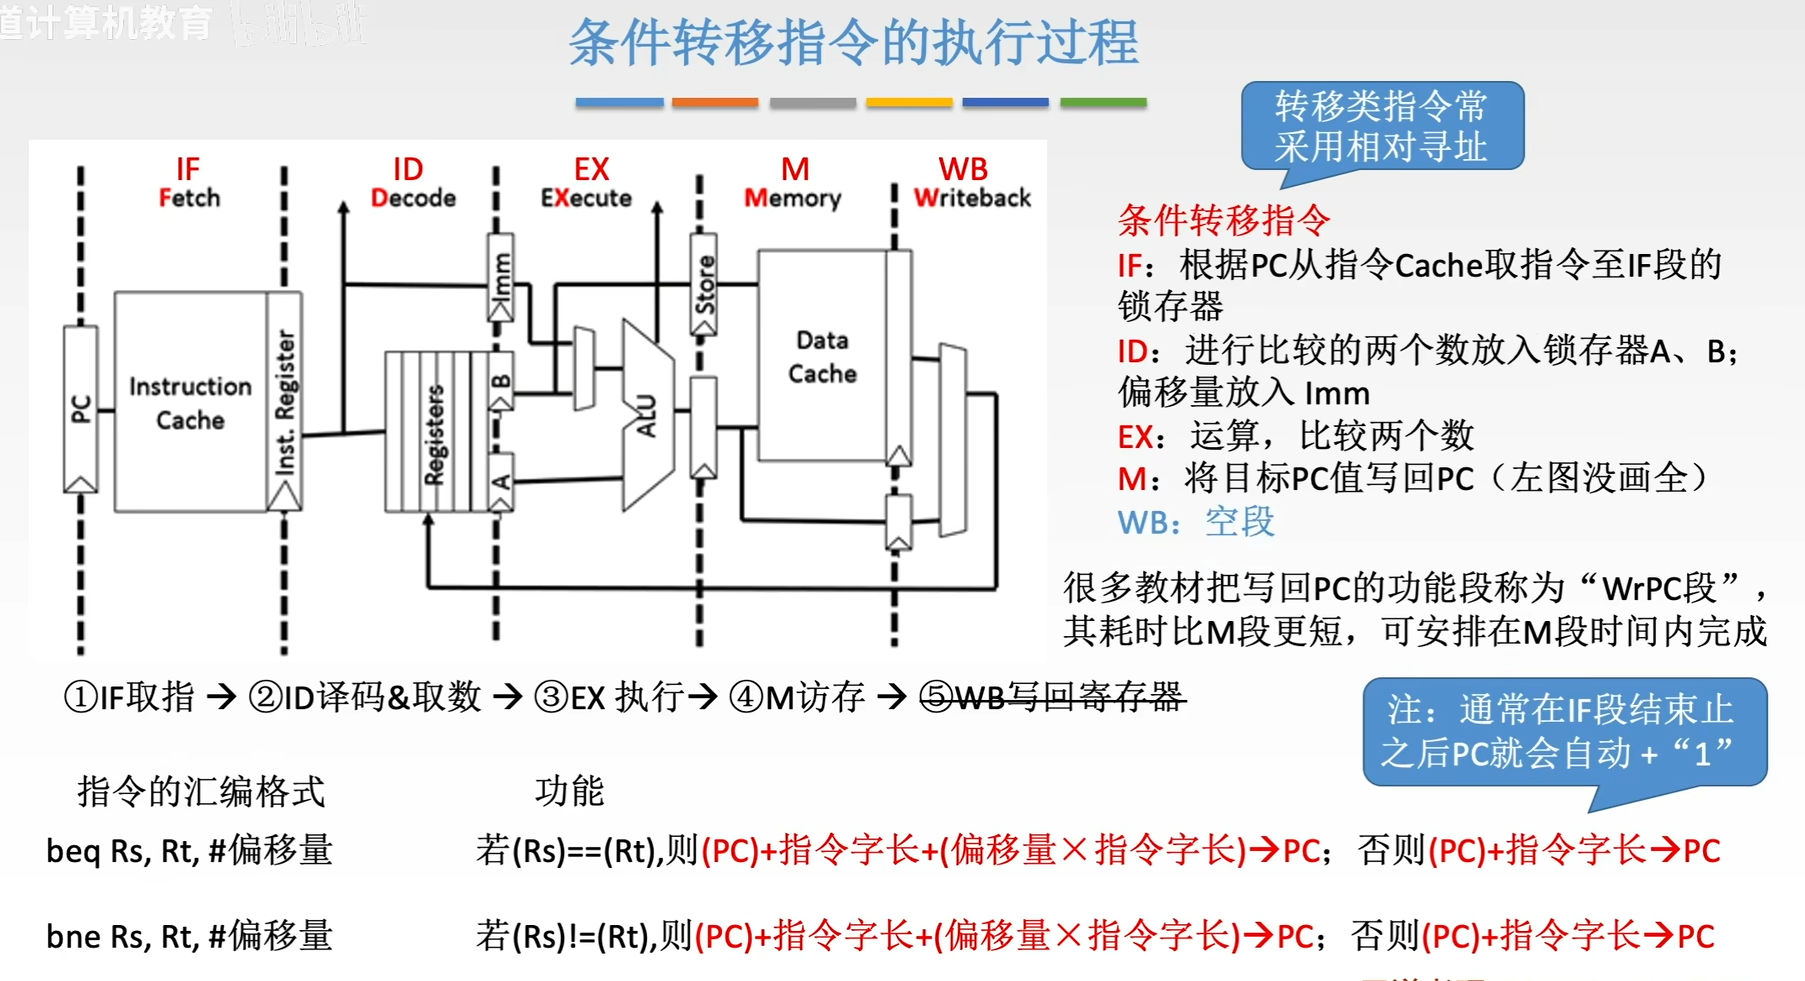 道计算机教育 bilibili
条件转移指令的执行过程
转移类指令常
采用相对寻址
IF
Fetch
ID
Decode
EX
EXecute
M
Memory
WB
Writeback
PC
Instruction
Cache
Inst. Register
Registers
Imm
B
A
ALU
Store
Data
Cache
条件转移指令
IF：根据PC从指令Cache取指令至IF段的
锁存器
ID：进行比较的两个数放入锁存器A、B；
偏移量放入 Imm
EX：运算，比较两个数
M：将目标PC值写回PC（左图没画全）
WB：空段
很多教材把写回PC的功能段称为“WrPC段”，
其耗时比M段更短，可安排在M段时间内完成
①IF取指 → ②ID译码&取数 → ③EX 执行→ ④M访存 → ⑤WB写回寄存器
注：通常在IF段结束止
之后PC就会自动 + “1”
指令的汇编格式 功能
beq Rs, Rt, #偏移量 若(Rs)==(Rt),则(PC)+指令字长+(偏移量×指令字长)→PC；否则(PC)+指令字长→PC
bne Rs, Rt, #偏移量 若(Rs)!=(Rt),则(PC)+指令字长+(偏移量×指令字长)→PC；否则(PC)+指令字长→PC